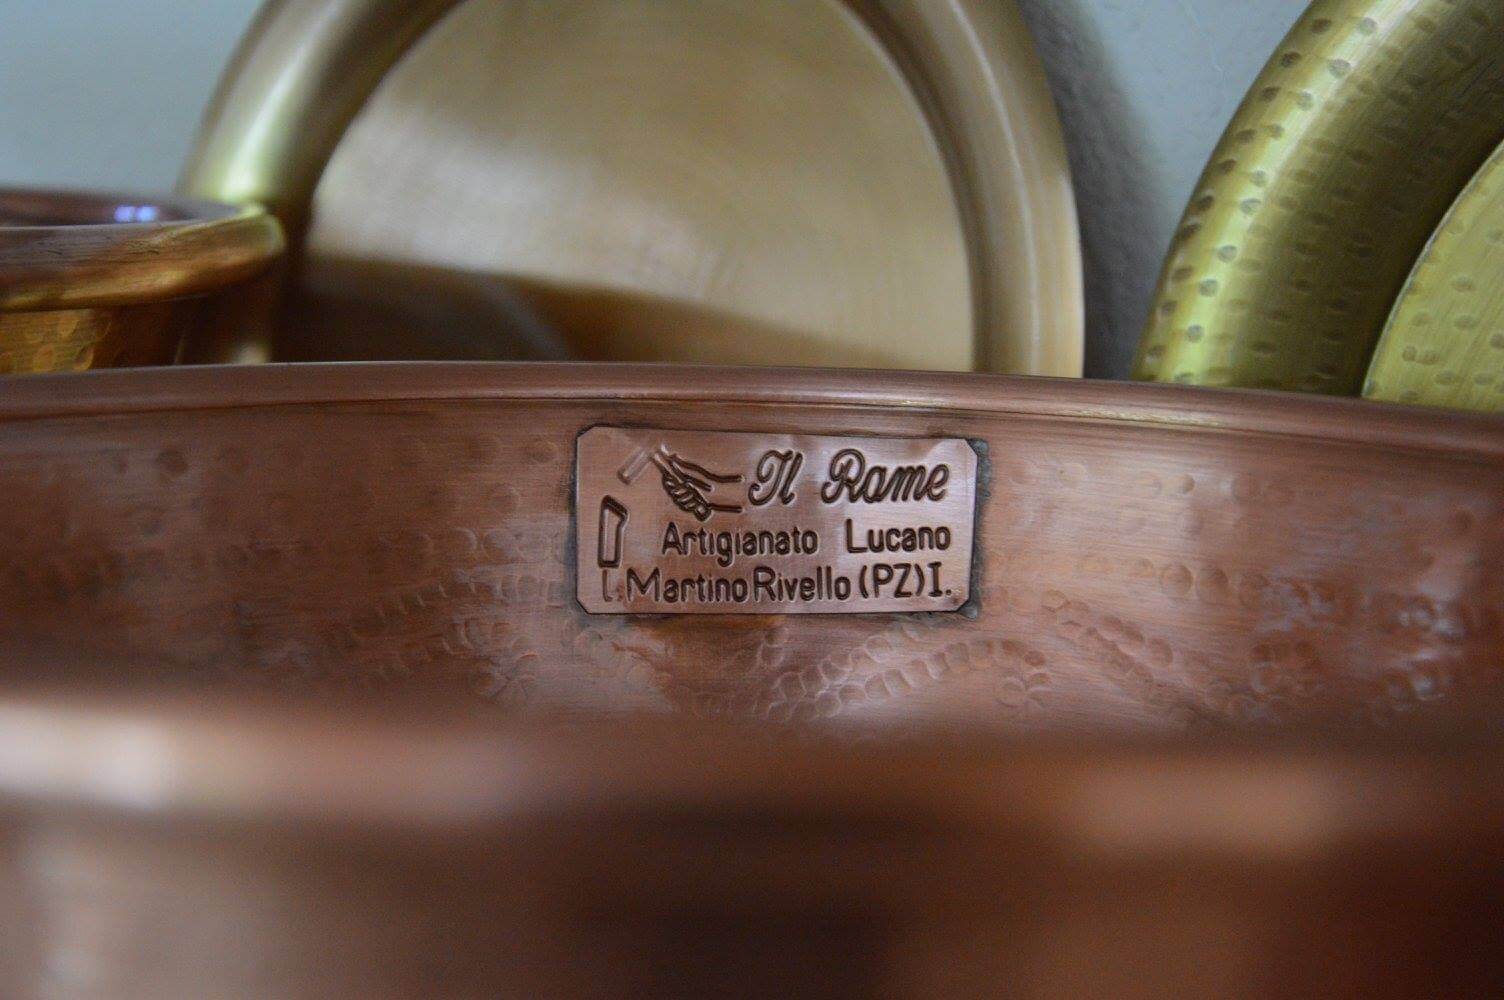 Il Rame
Artigianato Lucano
L. Martino Rivello (PZ) I.